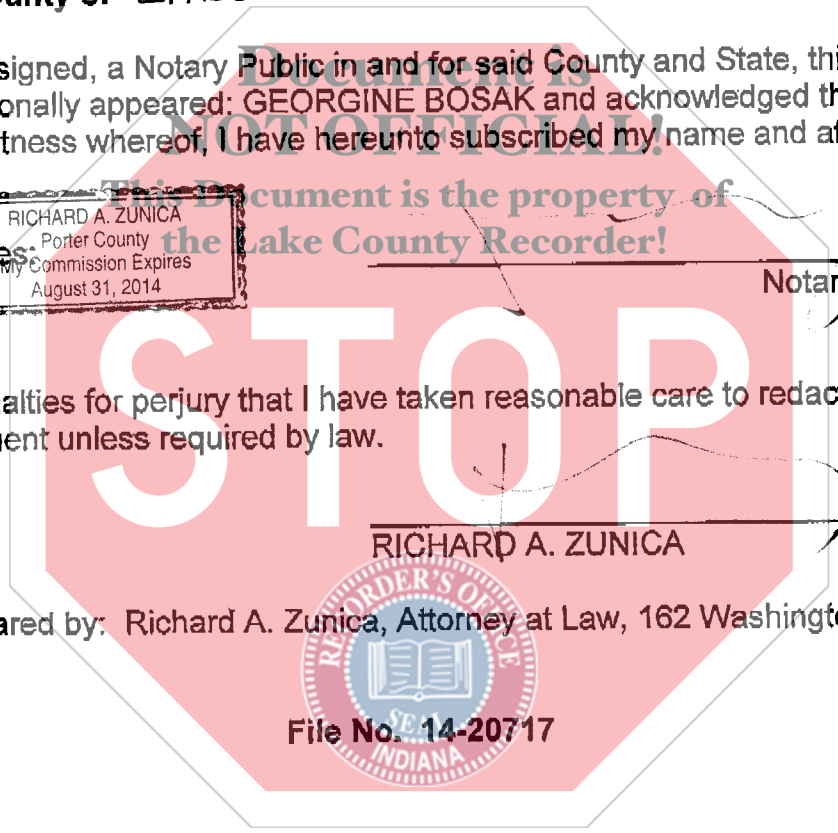 signed, a Notary Public in and for said County and State, thi
Document is
onally appeared: GEORGINE BOSAK and acknowledged th
NOT OFFICIAL!
tness whereof, I have hereunto subscribed my name and af
This Document is the property of
the Lake County Recorder!
RICHARD A. ZUNICA
Porter County
My Commission Expires
August 31, 2014
es:
Notar
STOP
alties for perjury that I have taken reasonable care to redac
ent unless required by law.
RICHARD A. ZUNICA
RECORDER'S OFFICE
ared by: Richard A. Zunica, Attorney at Law, 162 Washingto
SEAL
File No. 14-20717
INDIANA